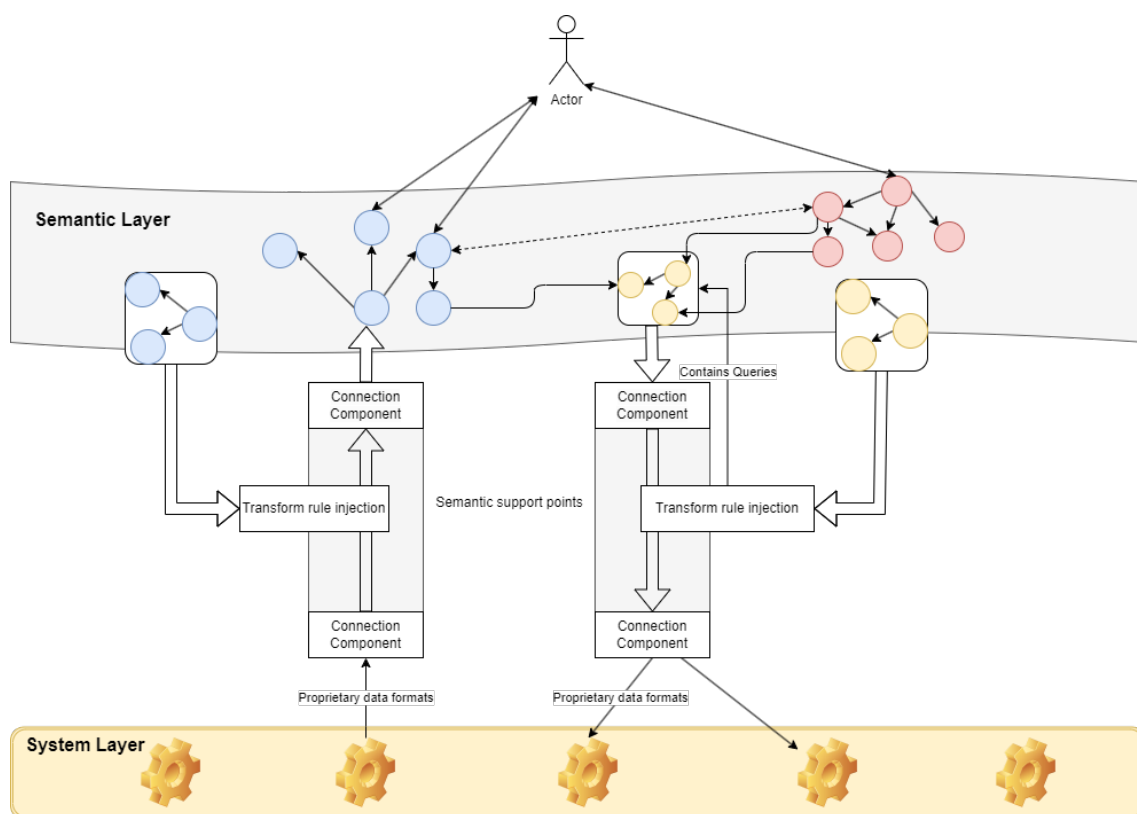 Actor
Semantic Layer
Contains Queries
Connection
Component
Connection
Component
Transform rule injection
Semantic support points
Transform rule injection
Connection
Component
Connection
Component
Proprietary data formats
Proprietary data formats
System Layer